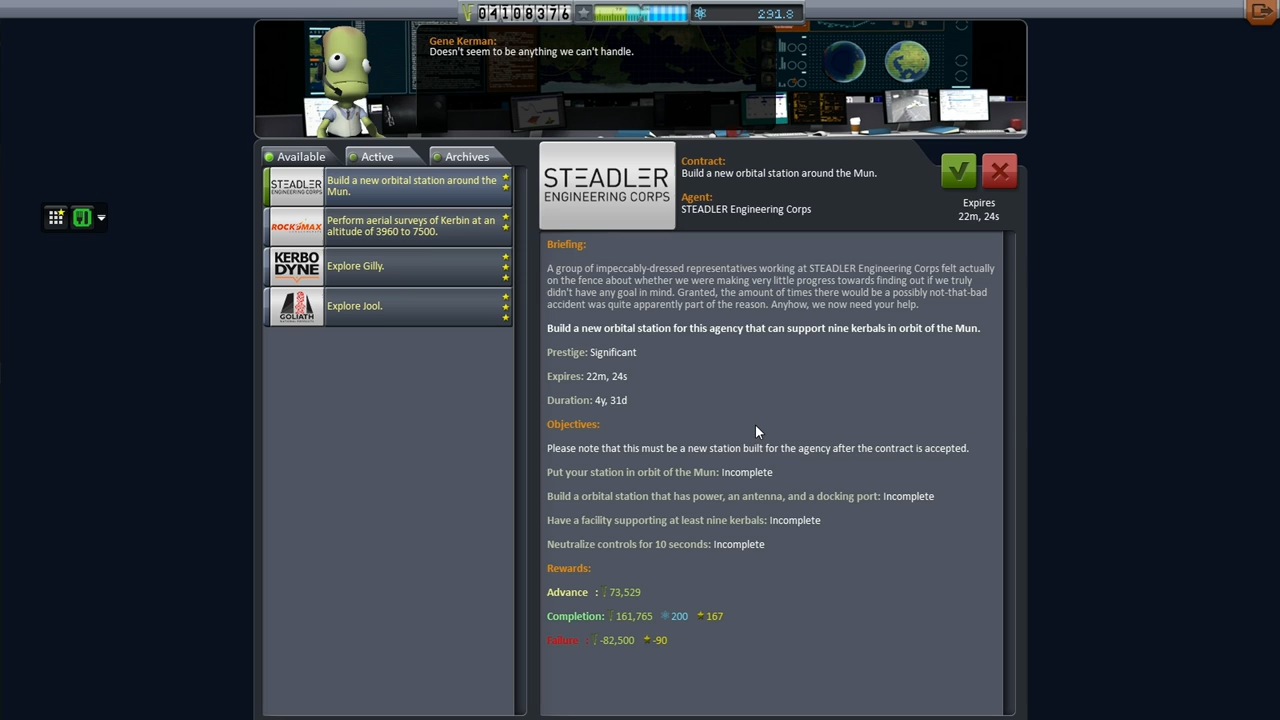 04108376
291.8
Gene Kerman:
Doesn't seem to be anything we can't handle.
Available
Active
Archives
STEADLER
ENGINEERING CORPS
Build a new orbital station around the
Mun.
ROCKOMAX
Perform aerial surveys of Kerbin at an
altitude of 3960 to 7500.
KERBO
DYNE
Explore Gilly.
GOLIATH
Explore Jool.
STEADLER
ENGINEERING CORPS
Contract:
Build a new orbital station around the Mun.
Agent:
STEADLER Engineering Corps
Expires
22m, 24s
Briefing:
A group of impeccably-dressed representatives working at STEADLER Engineering Corps felt actually
on the fence about whether we were making very little progress towards finding out if we truly
didn't have any goal in mind. Granted, the amount of times there would be a possibly not-that-bad
accident was quite apparently part of the reason. Anyhow, we now need your help.
Build a new orbital station for this agency that can support nine kerbals in orbit of the Mun.
Prestige: Significant
Expires: 22m, 24s
Duration: 4y, 31d
Objectives:
Please note that this must be a new station built for the agency after the contract is accepted.
Put your station in orbit of the Mun: Incomplete
Build a orbital station that has power, an antenna, and a docking port: Incomplete
Have a facility supporting at least nine kerbals: Incomplete
Neutralize controls for 10 seconds: Incomplete
Rewards:
Advance : 73,529
Completion: 161,765 200 167
Failure : -82,500 -90